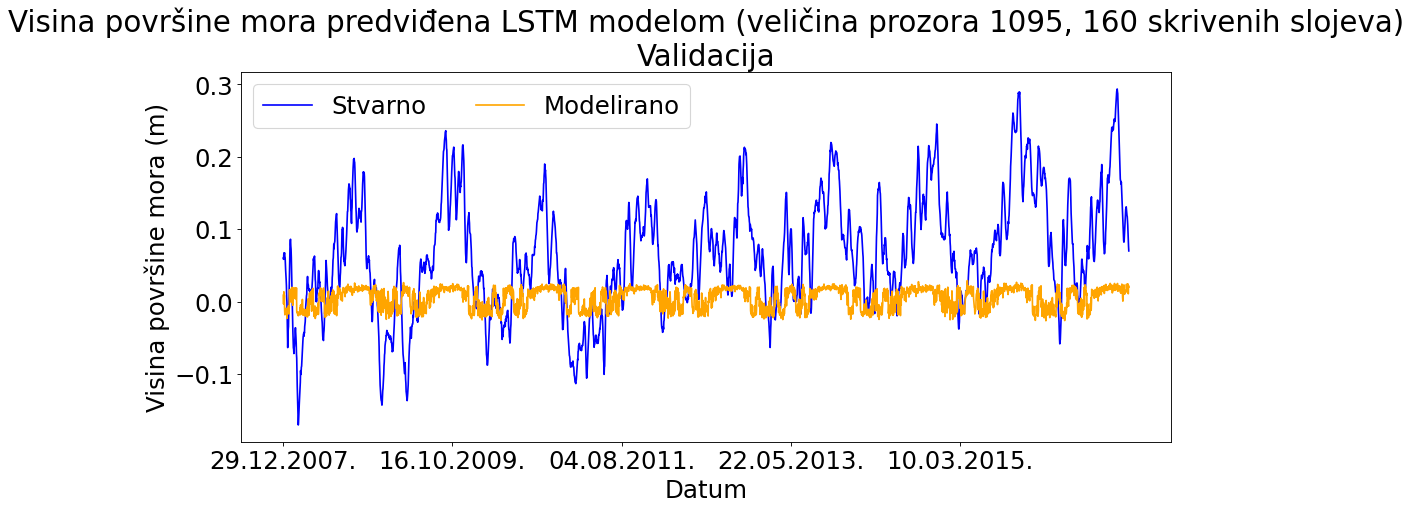 Visina površine mora predviđena LSTM modelom (veličina prozora 1095, 160 skrivenih slojeva)
Validacija
Stvarno Modelirano
Visina površine mora (m)
0.3
0.2
0.1
0.0
−0.1
29.12.2007. 16.10.2009. 04.08.2011. 22.05.2013. 10.03.2015.
Datum